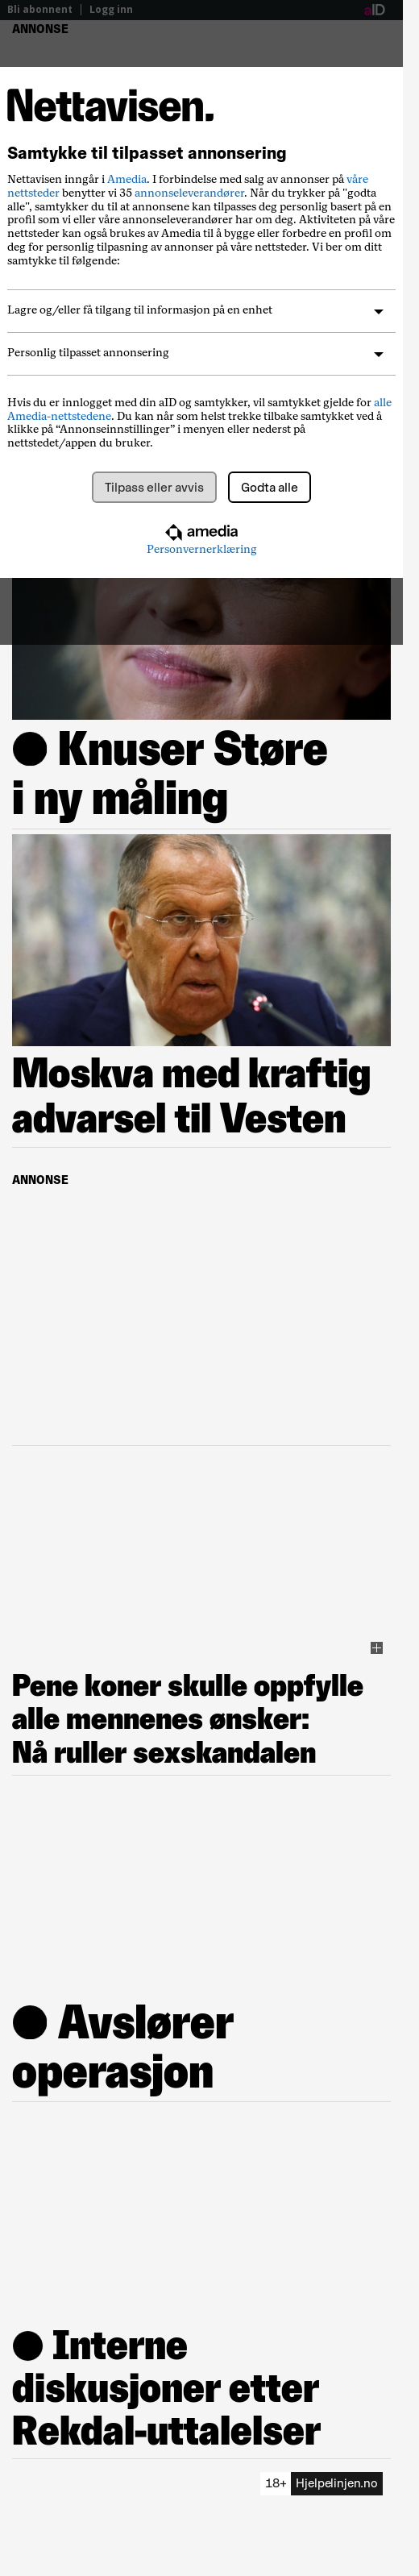 Bli abonnent | Logg inn
aID
ANNONSE
Nettavisen.
Samtykke til tilpasset annonsering
Nettavisen inngår i Amedia. I forbindelse med salg av annonser på våre
nettsteder benytter vi 35 annonseleverandører. Når du trykker på "godta
alle", samtykker du til at annonsene kan tilpasses deg personlig basert på en
profil som vi eller våre annonseleverandører har om deg. Aktiviteten på våre
nettsteder kan også brukes av Amedia til å bygge eller forbedre en profil om
deg for personlig tilpasning av annonser på våre nettsteder. Vi ber om ditt
samtykke til følgende:
Lagre og/eller få tilgang til informasjon på en enhet
Personlig tilpasset annonsering
Hvis du er innlogget med din aID og samtykker, vil samtykket gjelde for alle
Amedia-nettstedene. Du kan når som helst trekke tilbake samtykket ved å
klikke på “Annonseinnstillinger” i menyen eller nederst på
nettstedet/appen du bruker.
Tilpass eller avvis
Godta alle
amedia
Personvernerklæring
● Knuser Støre
i ny måling
Moskva med kraftig
advarsel til Vesten
ANNONSE
Pene koner skulle oppfylle
alle mennenes ønsker:
Nå ruller sexskandalen
● Avslører
operasjon
● Interne
diskusjoner etter
Rekdal-uttalelser
18+ Hjelpelinjen.no